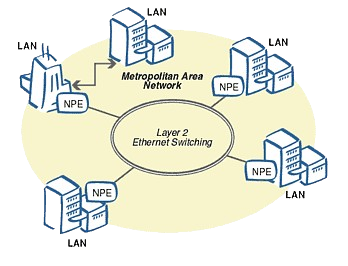 LAN
LAN
LAN
Metropolitan Area
Network
NPE
NPE
Layer 2
Ethernet Switching
NPE
NPE
LAN
LAN